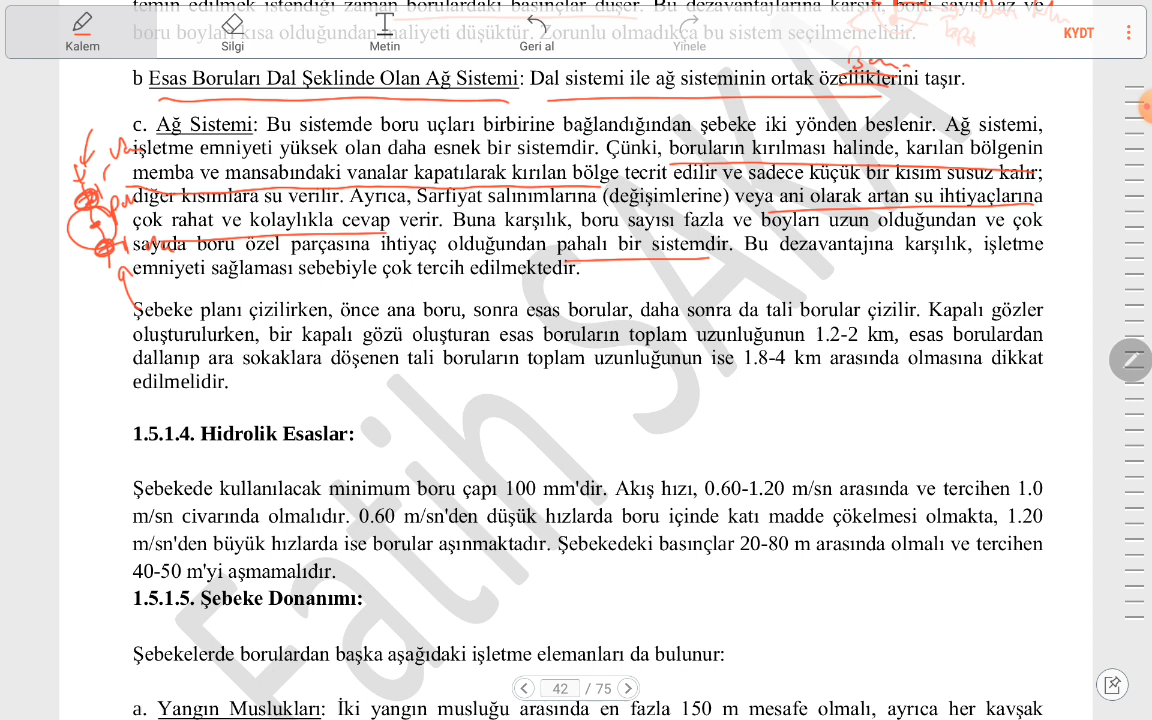 temin edilmek istendiği zaman borulardaki basınçlar düşer. Bu dezavantajlarına karşılık, boru sayısı az ve
boru boyları kısa olduğundan maliyeti düşüktür. Zorunlu olmadıkça bu sistem seçilmemelidir.
Kalem
Silgi
Metin
Geri al
Yinele
KYDT
b Esas Boruları Dal Şeklinde Olan Ağ Sistemi: Dal sistemi ile ağ sisteminin ortak özelliklerini taşır.
c. Ağ Sistemi: Bu sistemde boru uçları birbirine bağlandığından şebeke iki yönden beslenir. Ağ sistemi,
işletme emniyeti yüksek olan daha esnek bir sistemdir. Çünki, boruların kırılması halinde, karılan bölgenin
memba ve mansabındaki vanalar kapatılarak kırılan bölge tecrit edilir ve sadece küçük bir kısım susuz kalır;
diğer kısımlara su verilir. Ayrıca, Sarfiyat salınımlarına (değişimlerine) veya ani olarak artan su ihtiyaçlarına
çok rahat ve kolaylıkla cevap verir. Buna karşılık, boru sayısı fazla ve boyları uzun olduğundan ve çok
sayıda boru özel parçasına ihtiyaç olduğundan pahalı bir sistemdir. Bu dezavantajına karşılık, işletme
emniyeti sağlaması sebebiyle çok tercih edilmektedir.
Şebeke planı çizilirken, önce ana boru, sonra esas borular, daha sonra da tali borular çizilir. Kapalı gözler
oluşturulurken, bir kapalı gözü oluşturan esas boruların toplam uzunluğunun 1.2-2 km, esas borulardan
dallanıp ara sokaklara döşenen tali boruların toplam uzunluğunun ise 1.8-4 km arasında olmasına dikkat
edilmelidir.
1.5.1.4. Hidrolik Esaslar:
Şebekede kullanılacak minimum boru çapı 100 mm'dir. Akış hızı, 0.60-1.20 m/sn arasında ve tercihen 1.0
m/sn civarında olmalıdır. 0.60 m/sn'den düşük hızlarda boru içinde katı madde çökelmesi olmakta, 1.20
m/sn'den büyük hızlarda ise borular aşınmaktadır. Şebekedeki basınçlar 20-80 m arasında olmalı ve tercihen
40-50 m'yi aşmamalıdır.
1.5.1.5. Şebeke Donanımı:
Şebekelerde borulardan başka aşağıdaki işletme elemanları da bulunur:
42 / 75
a. Yangın Muslukları: İki yangın musluğu arasında en fazla 150 m mesafe olmalı, ayrıca her kavşak
Fatih SAKA